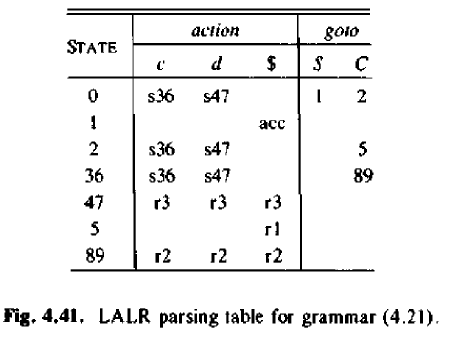 STATE action goto
c d $ S C
0 s36 s47 1 2
1 acc
2 s36 s47 5
36 s36 s47 89
47 r3 r3 r3
5 r1
89 r2 r2 r2
Fig. 4.41. LALR parsing table for grammar (4.21).